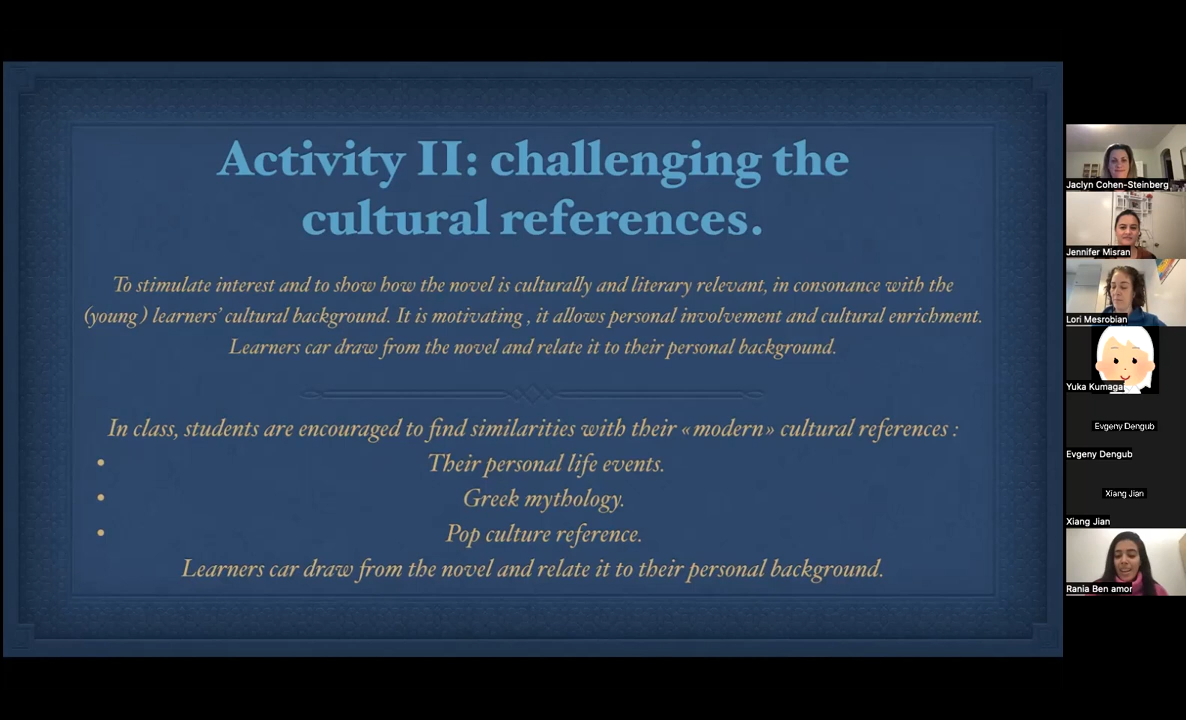 Activity II: challenging the
cultural references.
To stimulate interest and to show how the novel is culturally and literary relevant, in consonance with the
(young ) learners' cultural background. It is motivating , it allows personal involvement and cultural enrichment.
Learners car draw from the novel and relate it to their personal background.
In class, students are encouraged to find similarities with their «modern» cultural references :
• Their personal life events.
• Greek mythology.
• Pop culture reference.
Learners car draw from the novel and relate it to their personal background.
Jaclyn Cohen-Steinberg
Jennifer Misran
Lori Mesrobian
Yuka Kumaga
Evgeny Dengub
Evgeny Dengub
Xiang Jian
Xiang Jian
Rania Ben amor